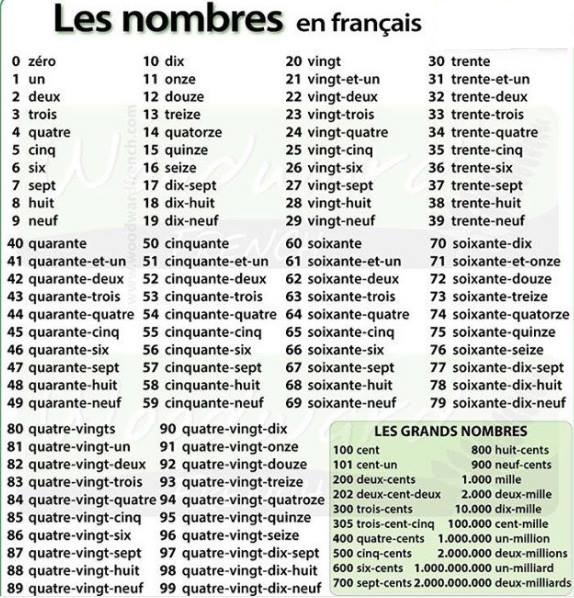 Les nombres en français
0 zéro
1 un
2 deux
3 trois
4 quatre
5 cinq
6 six
7 sept
8 huit
9 neuf
10 dix
11 onze
12 douze
13 treize
14 quatorze
15 quinze
16 seize
17 dix-sept
18 dix-huit
19 dix-neuf
20 vingt
21 vingt-et-un
22 vingt-deux
23 vingt-trois
24 vingt-quatre
25 vingt-cinq
26 vingt-six
27 vingt-sept
28 vingt-huit
29 vingt-neuf
30 trente
31 trente-et-un
32 trente-deux
33 trente-trois
34 trente-quatre
35 trente-cinq
36 trente-six
37 trente-sept
38 trente-huit
39 trente-neuf
40 quarante
41 quarante-et-un
42 quarante-deux
43 quarante-trois
44 quarante-quatre
45 quarante-cinq
46 quarante-six
47 quarante-sept
48 quarante-huit
49 quarante-neuf
50 cinquante
51 cinquante-et-un
52 cinquante-deux
53 cinquante-trois
54 cinquante-quatre
55 cinquante-cinq
56 cinquante-six
57 cinquante-sept
58 cinquante-huit
59 cinquante-neuf
60 soixante
61 soixante-et-un
62 soixante-deux
63 soixante-trois
64 soixante-quatre
65 soixante-cinq
66 soixante-six
67 soixante-sept
68 soixante-huit
69 soixante-neuf
70 soixante-dix
71 soixante-et-onze
72 soixante-douze
73 soixante-treize
74 soixante-quatorze
75 soixante-quinze
76 soixante-seize
77 soixante-dix-sept
78 soixante-dix-huit
79 soixante-dix-neuf
80 quatre-vingts
81 quatre-vingt-un
82 quatre-vingt-deux
83 quatre-vingt-trois
84 quatre-vingt-quatre
85 quatre-vingt-cinq
86 quatre-vingt-six
87 quatre-vingt-sept
88 quatre-vingt-huit
89 quatre-vingt-neuf
90 quatre-vingt-dix
91 quatre-vingt-onze
92 quatre-vingt-douze
93 quatre-vingt-treize
94 quatre-vingt-quatroze
95 quatre-vingt-quinze
96 quatre-vingt-seize
97 quatre-vingt-dix-sept
98 quatre-vingt-dix-huit
99 quatre-vingt-dix-neuf
LES GRANDS NOMBRES
100 cent
101 cent-un
200 deux-cents
202 deux-cent-deux
300 trois-cents
305 trois-cent-cinq
400 quatre-cents
500 cinq-cents
600 six-cents
700 sept-cents
800 huit-cents
900 neuf-cents
1.000 mille
2.000 deux-mille
10.000 dix-mille
100.000 cent-mille
1.000.000 un-million
2.000.000 deux-millions
1.000.000.000 un-milliard
2.000.000.000 deux-milliards
www.woodwardfrench.com
Woodward
FRENCH